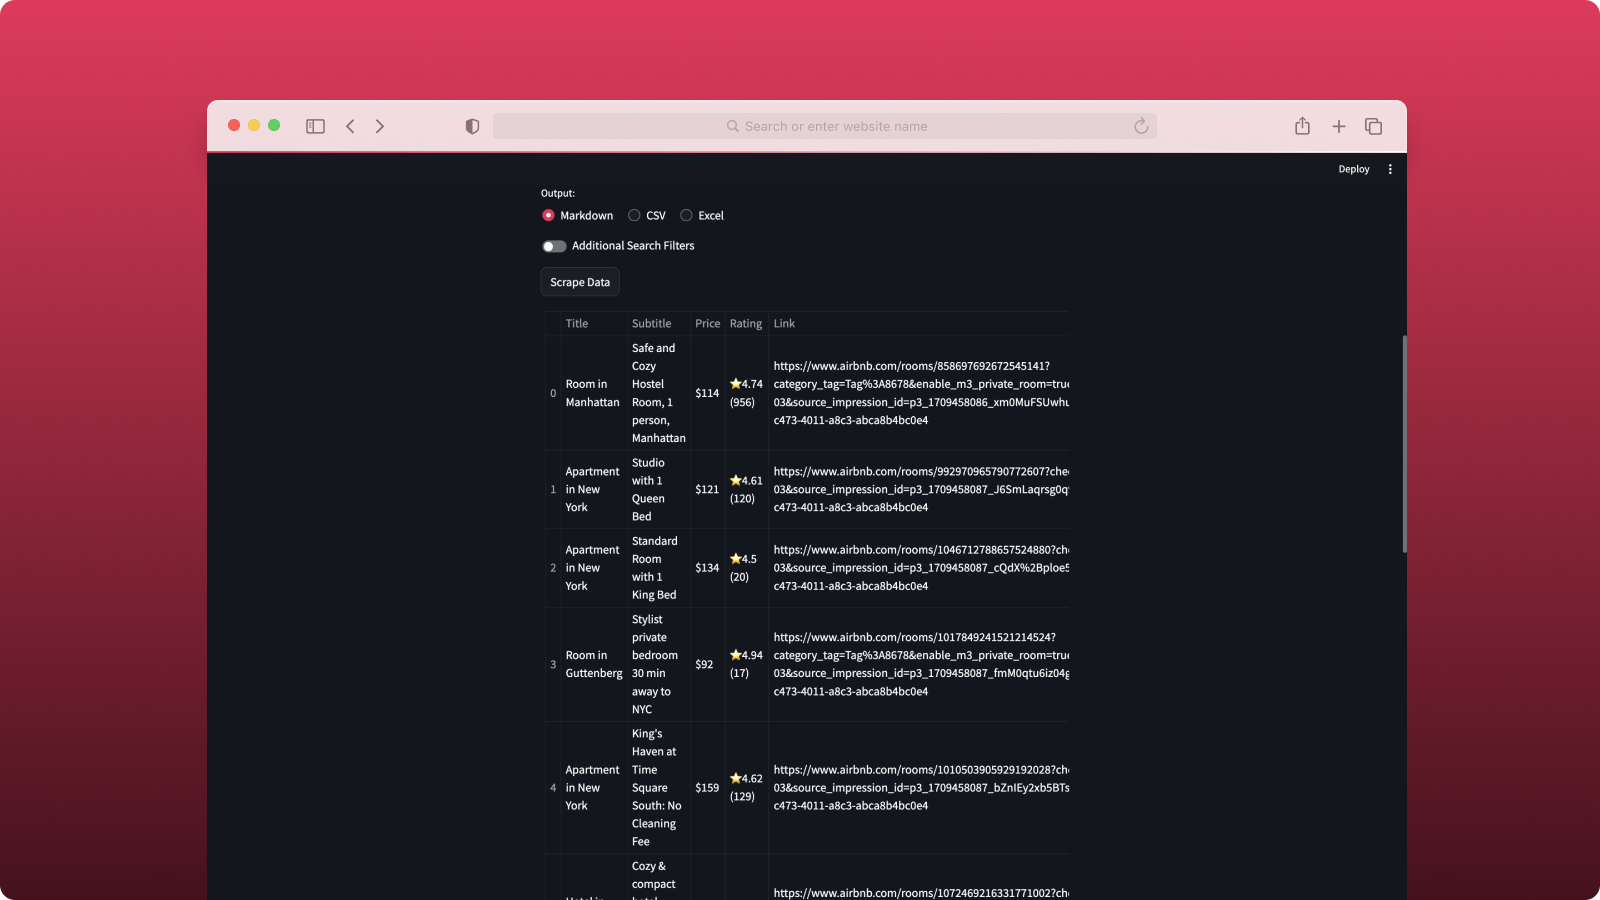 Search or enter website name
Deploy
Output:
Markdown CSV Excel
Additional Search Filters
Scrape Data
Title Subtitle Price Rating Link
0
Room in
Manhattan
Safe and
Cozy
Hostel
Room, 1
person,
Manhattan
$114
⭐4.74
(956)
https://www.airbnb.com/rooms/858697692672545141?
category_tag=Tag%3A8678&enable_m3_private_room=true
03&source_impression_id=p3_1709458086_xm0MuFSUwhu
c473-4011-a8c3-abca8b4bc0e4
1
Apartment
in New
York
Studio
with 1
Queen
Bed
$121
⭐4.61
(120)
https://www.airbnb.com/rooms/992970965790772607?che
03&source_impression_id=p3_1709458087_J6SmLaqrsg0q
c473-4011-a8c3-abca8b4bc0e4
2
Apartment
in New
York
Standard
Room
with 1
King Bed
$134
⭐4.5
(20)
https://www.airbnb.com/rooms/1046712788657524880?che
03&source_impression_id=p3_1709458087_cQdX%2Bploe5
c473-4011-a8c3-abca8b4bc0e4
3
Room in
Guttenberg
Stylist
private
bedroom
30 min
away to
NYC
$92
⭐4.94
(17)
https://www.airbnb.com/rooms/1017849241521214524?
category_tag=Tag%3A8678&enable_m3_private_room=true
03&source_impression_id=p3_1709458087_fmM0qtu6iz04g
c473-4011-a8c3-abca8b4bc0e4
4
Apartment
in New
York
King's
Haven at
Time
Square
South: No
Cleaning
Fee
$159
⭐4.62
(129)
https://www.airbnb.com/rooms/1010503905929192028?che
03&source_impression_id=p3_1709458087_bZnIEy2xb5BTs
c473-4011-a8c3-abca8b4bc0e4
Cozy &
compact
https://www.airbnb.com/rooms/1072469216331771002?che